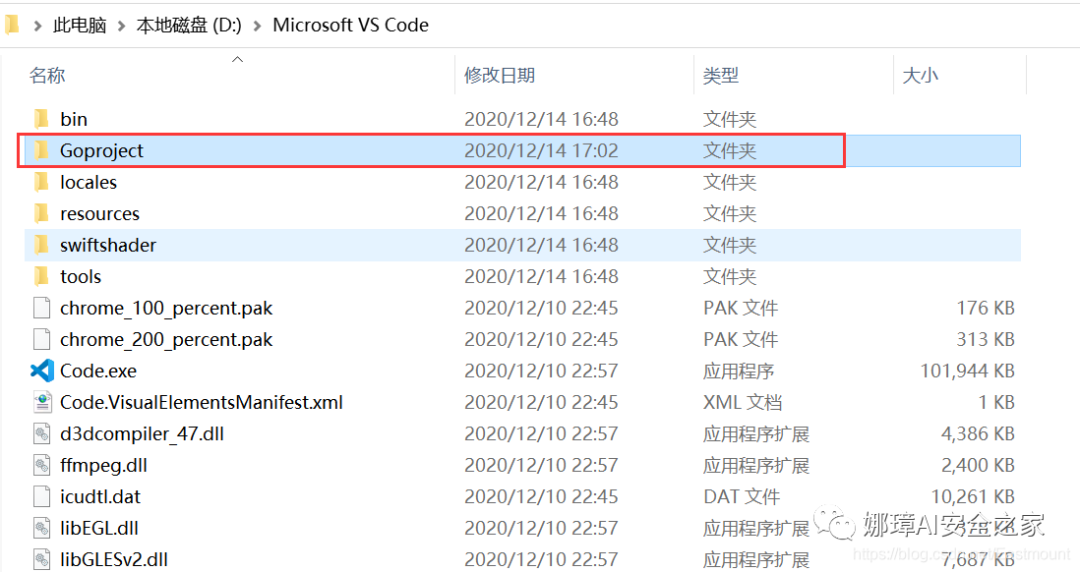 此电脑 > 本地磁盘 (D:) > Microsoft VS Code
名称 修改日期 类型 大小
bin 2020/12/14 16:48 文件夹
Goproject 2020/12/14 17:02 文件夹
locales 2020/12/14 16:48 文件夹
resources 2020/12/14 16:48 文件夹
swiftshader 2020/12/14 16:48 文件夹
tools 2020/12/14 16:48 文件夹
chrome_100_percent.pak 2020/12/10 22:45 PAK 文件 176 KB
chrome_200_percent.pak 2020/12/10 22:45 PAK 文件 313 KB
Code.exe 2020/12/10 22:57 应用程序 101,944 KB
Code.VisualElementsManifest.xml 2020/12/10 22:45 XML 文档 1 KB
d3dcompiler_47.dll 2020/12/10 22:57 应用程序扩展 4,386 KB
ffmpeg.dll 2020/12/10 22:57 应用程序扩展 2,400 KB
icudtl.dat 2020/12/10 22:45 DAT 文件 10,261 KB
libEGL.dll 2020/12/10 22:57 应用程序扩展
娜璋AI安全之家
libGLESv2.dll 2020/12/10 22:57 应用程序扩展 7,687 KB